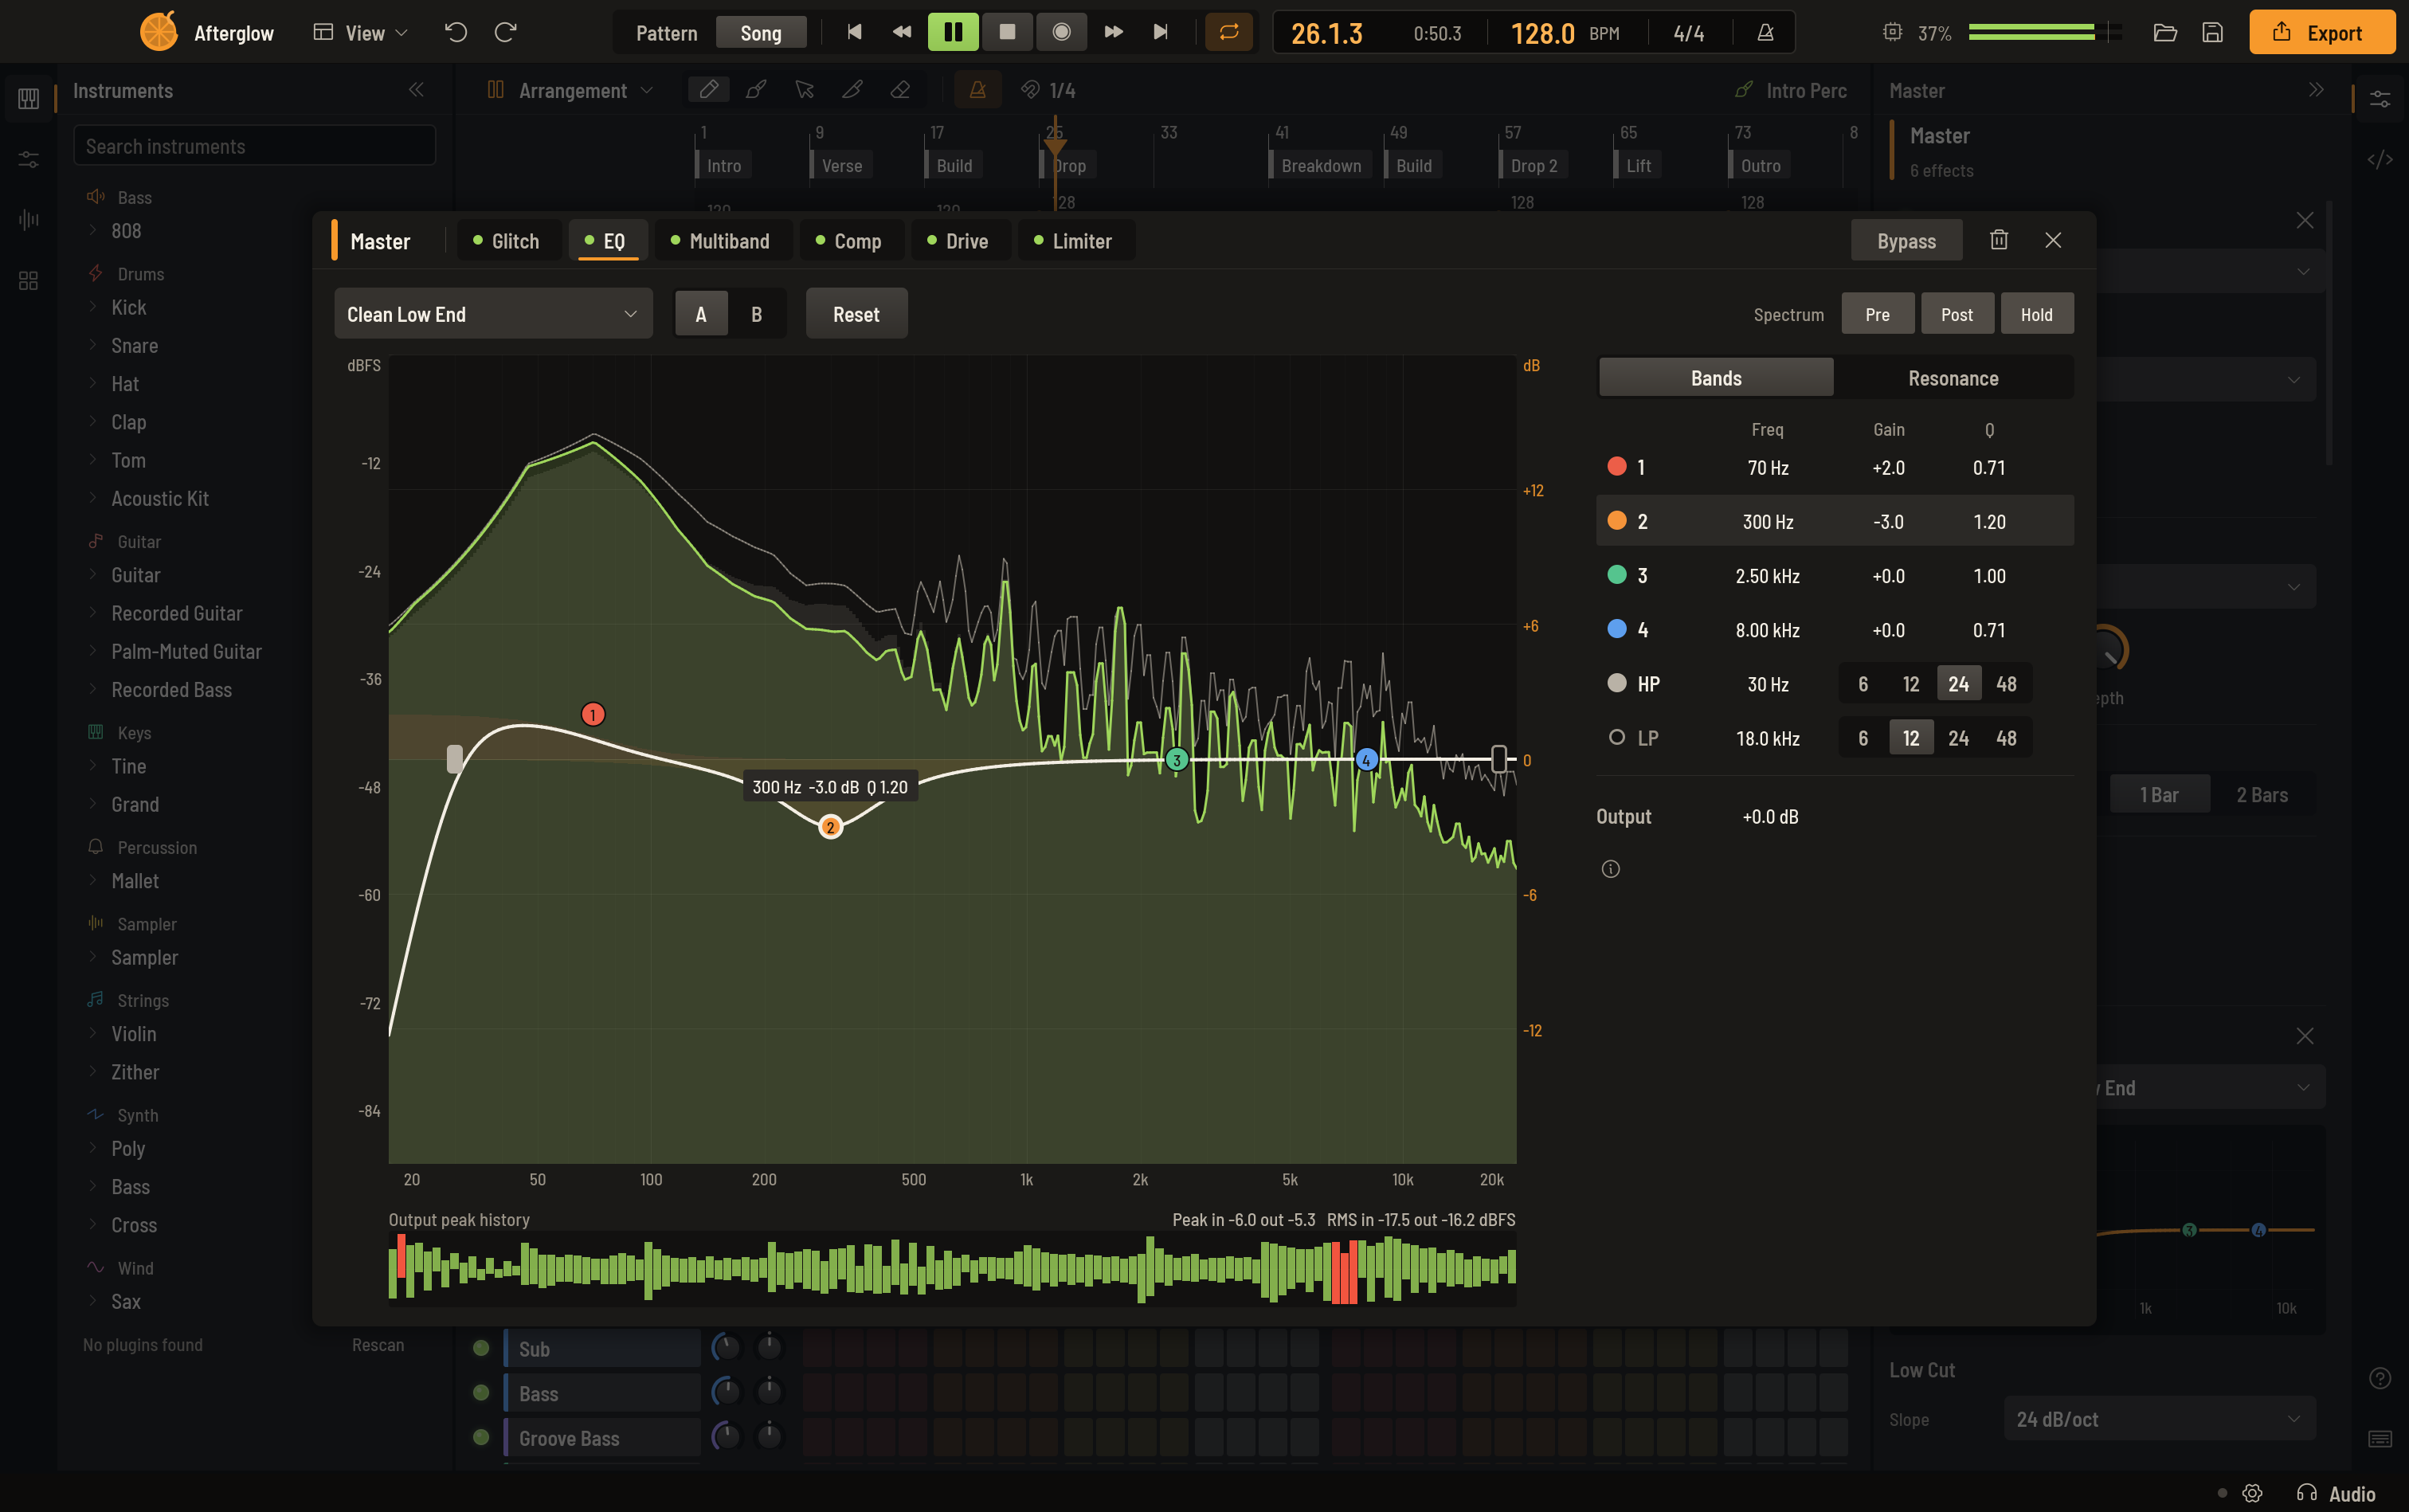 Afterglow View Pattern Song 26.1.3 0:50.3 128.0 BPM 4/4 37% Export
Instruments
Search instruments
Bass
808
Drums
Kick
Snare
Hat
Clap
Tom
Acoustic Kit
Guitar
Guitar
Recorded Guitar
Palm-Muted Guitar
Recorded Bass
Keys
Tine
Grand
Percussion
Mallet
Sampler
Sampler
Strings
Violin
Zither
Synth
Poly
Bass
Cross
Wind
Sax
No plugins found Rescan
Arrangement 1/4 Intro Perc
1 9 17 25 33 41 49 57 65 73 8
Intro Verse Build Drop Breakdown Build Drop 2 Lift Outro
128 128
Master
Master
6 effects
Master Glitch EQ Multiband Comp Drive Limiter Bypass
Clean Low End A B Reset Spectrum Pre Post Hold
dBFS
-12
-24
-36
-48
-60
-72
-84
dB
+12
+6
0
-6
-12
1
300 Hz -3.0 dB Q 1.20
2
3
4
20 50 100 200 500 1k 2k 5k 10k 20k
Output peak history Peak in -6.0 out -5.3 RMS in -17.5 out -16.2 dBFS
Bands Resonance
Freq Gain Q
1 70 Hz +2.0 0.71
2 300 Hz -3.0 1.20
3 2.50 kHz +0.0 1.00
4 8.00 kHz +0.0 0.71
HP 30 Hz 6 12 24 48
LP 18.0 kHz 6 12 24 48
Output +0.0 dB
1 Bar 2 Bars
End
3 4
1k 10k
Low Cut
Slope 24 dB/oct
Sub
Bass
Groove Bass
Audio